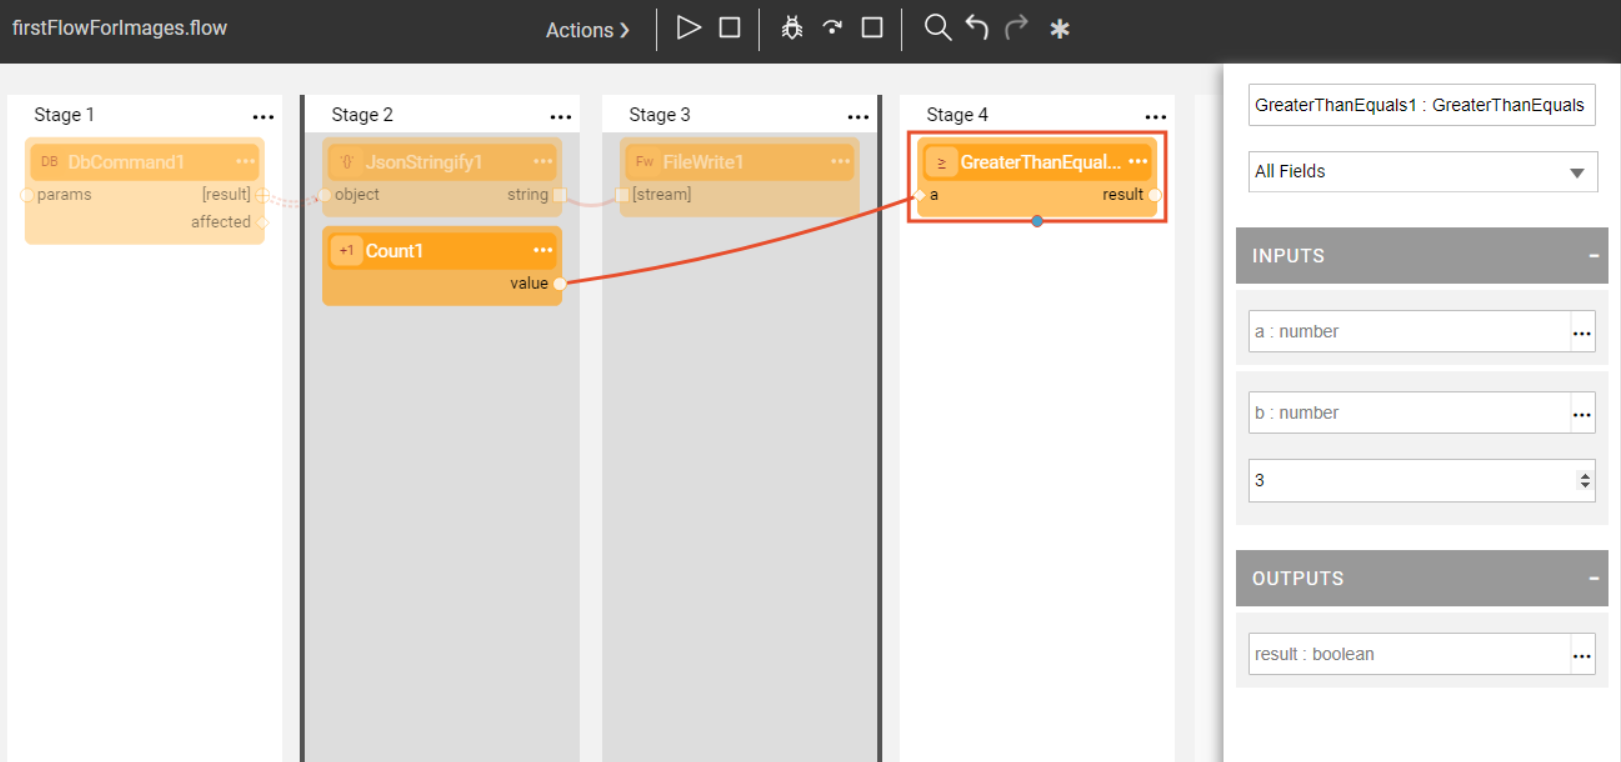 firstFlowForImages.flow
Actions
Stage 1
Stage 2
Stage 3
Stage 4
DB DbCommand1
params [result]
affected
'{}' JsonStringify1
object string
+1 Count1
value
Fw FileWrite1
[stream]
≥ GreaterThanEqual...
a result
GreaterThanEquals1 : GreaterThanEquals
All Fields
INPUTS
a : number
b : number
3
OUTPUTS
result : boolean